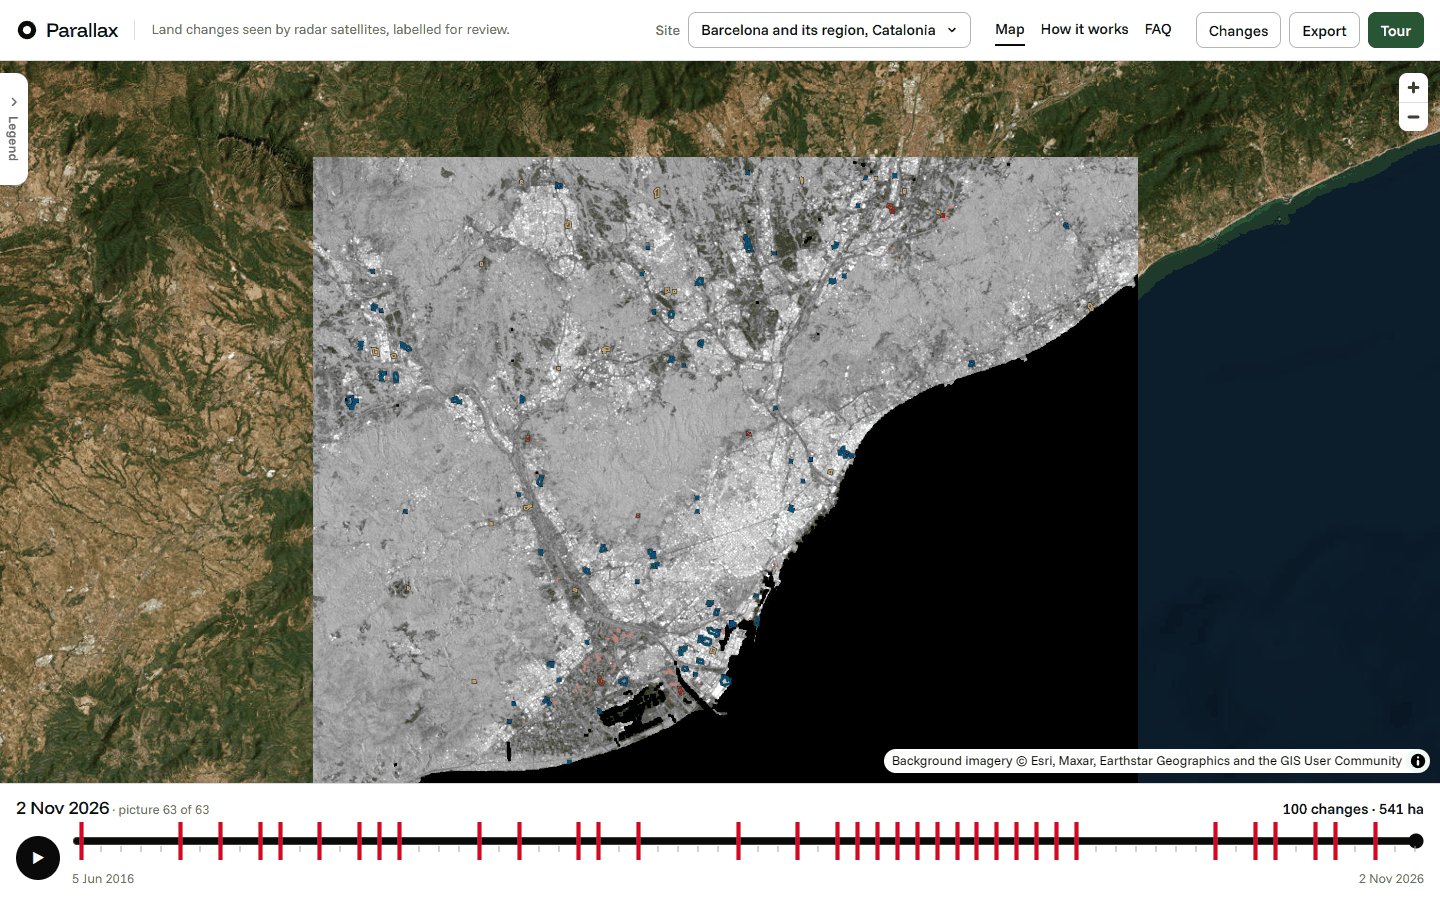 Parallax
Land changes seen by radar satellites, labelled for review.
Site
Barcelona and its region, Catalonia
Map
How it works
FAQ
Changes
Export
Tour
Legend
Background imagery © Esri, Maxar, Earthstar Geographics and the GIS User Community
2 Nov 2026 · picture 63 of 63
100 changes · 541 ha
5 Jun 2016
2 Nov 2026